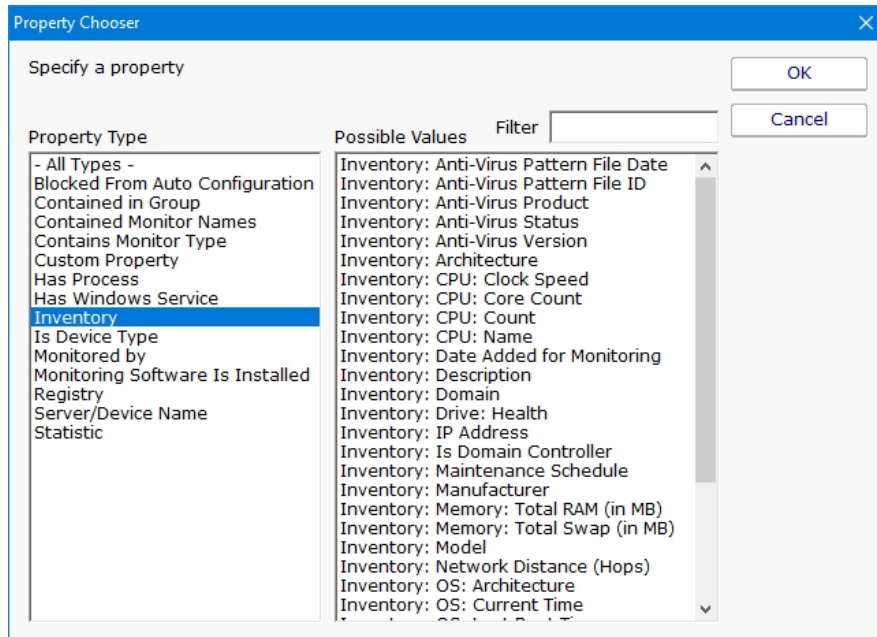 Property Chooser
Specify a property
OK
Cancel
Filter
Property Type
- All Types -
Blocked From Auto Configuration
Contained in Group
Contained Monitor Names
Contains Monitor Type
Custom Property
Has Process
Has Windows Service
Inventory
Is Device Type
Monitored by
Monitoring Software Is Installed
Registry
Server/Device Name
Statistic
Possible Values
Inventory: Anti-Virus Pattern File Date
Inventory: Anti-Virus Pattern File ID
Inventory: Anti-Virus Product
Inventory: Anti-Virus Status
Inventory: Anti-Virus Version
Inventory: Architecture
Inventory: CPU: Clock Speed
Inventory: CPU: Core Count
Inventory: CPU: Count
Inventory: CPU: Name
Inventory: Date Added for Monitoring
Inventory: Description
Inventory: Domain
Inventory: Drive: Health
Inventory: IP Address
Inventory: Is Domain Controller
Inventory: Maintenance Schedule
Inventory: Manufacturer
Inventory: Memory: Total RAM (in MB)
Inventory: Memory: Total Swap (in MB)
Inventory: Model
Inventory: Network Distance (Hops)
Inventory: OS: Architecture
Inventory: OS: Current Time